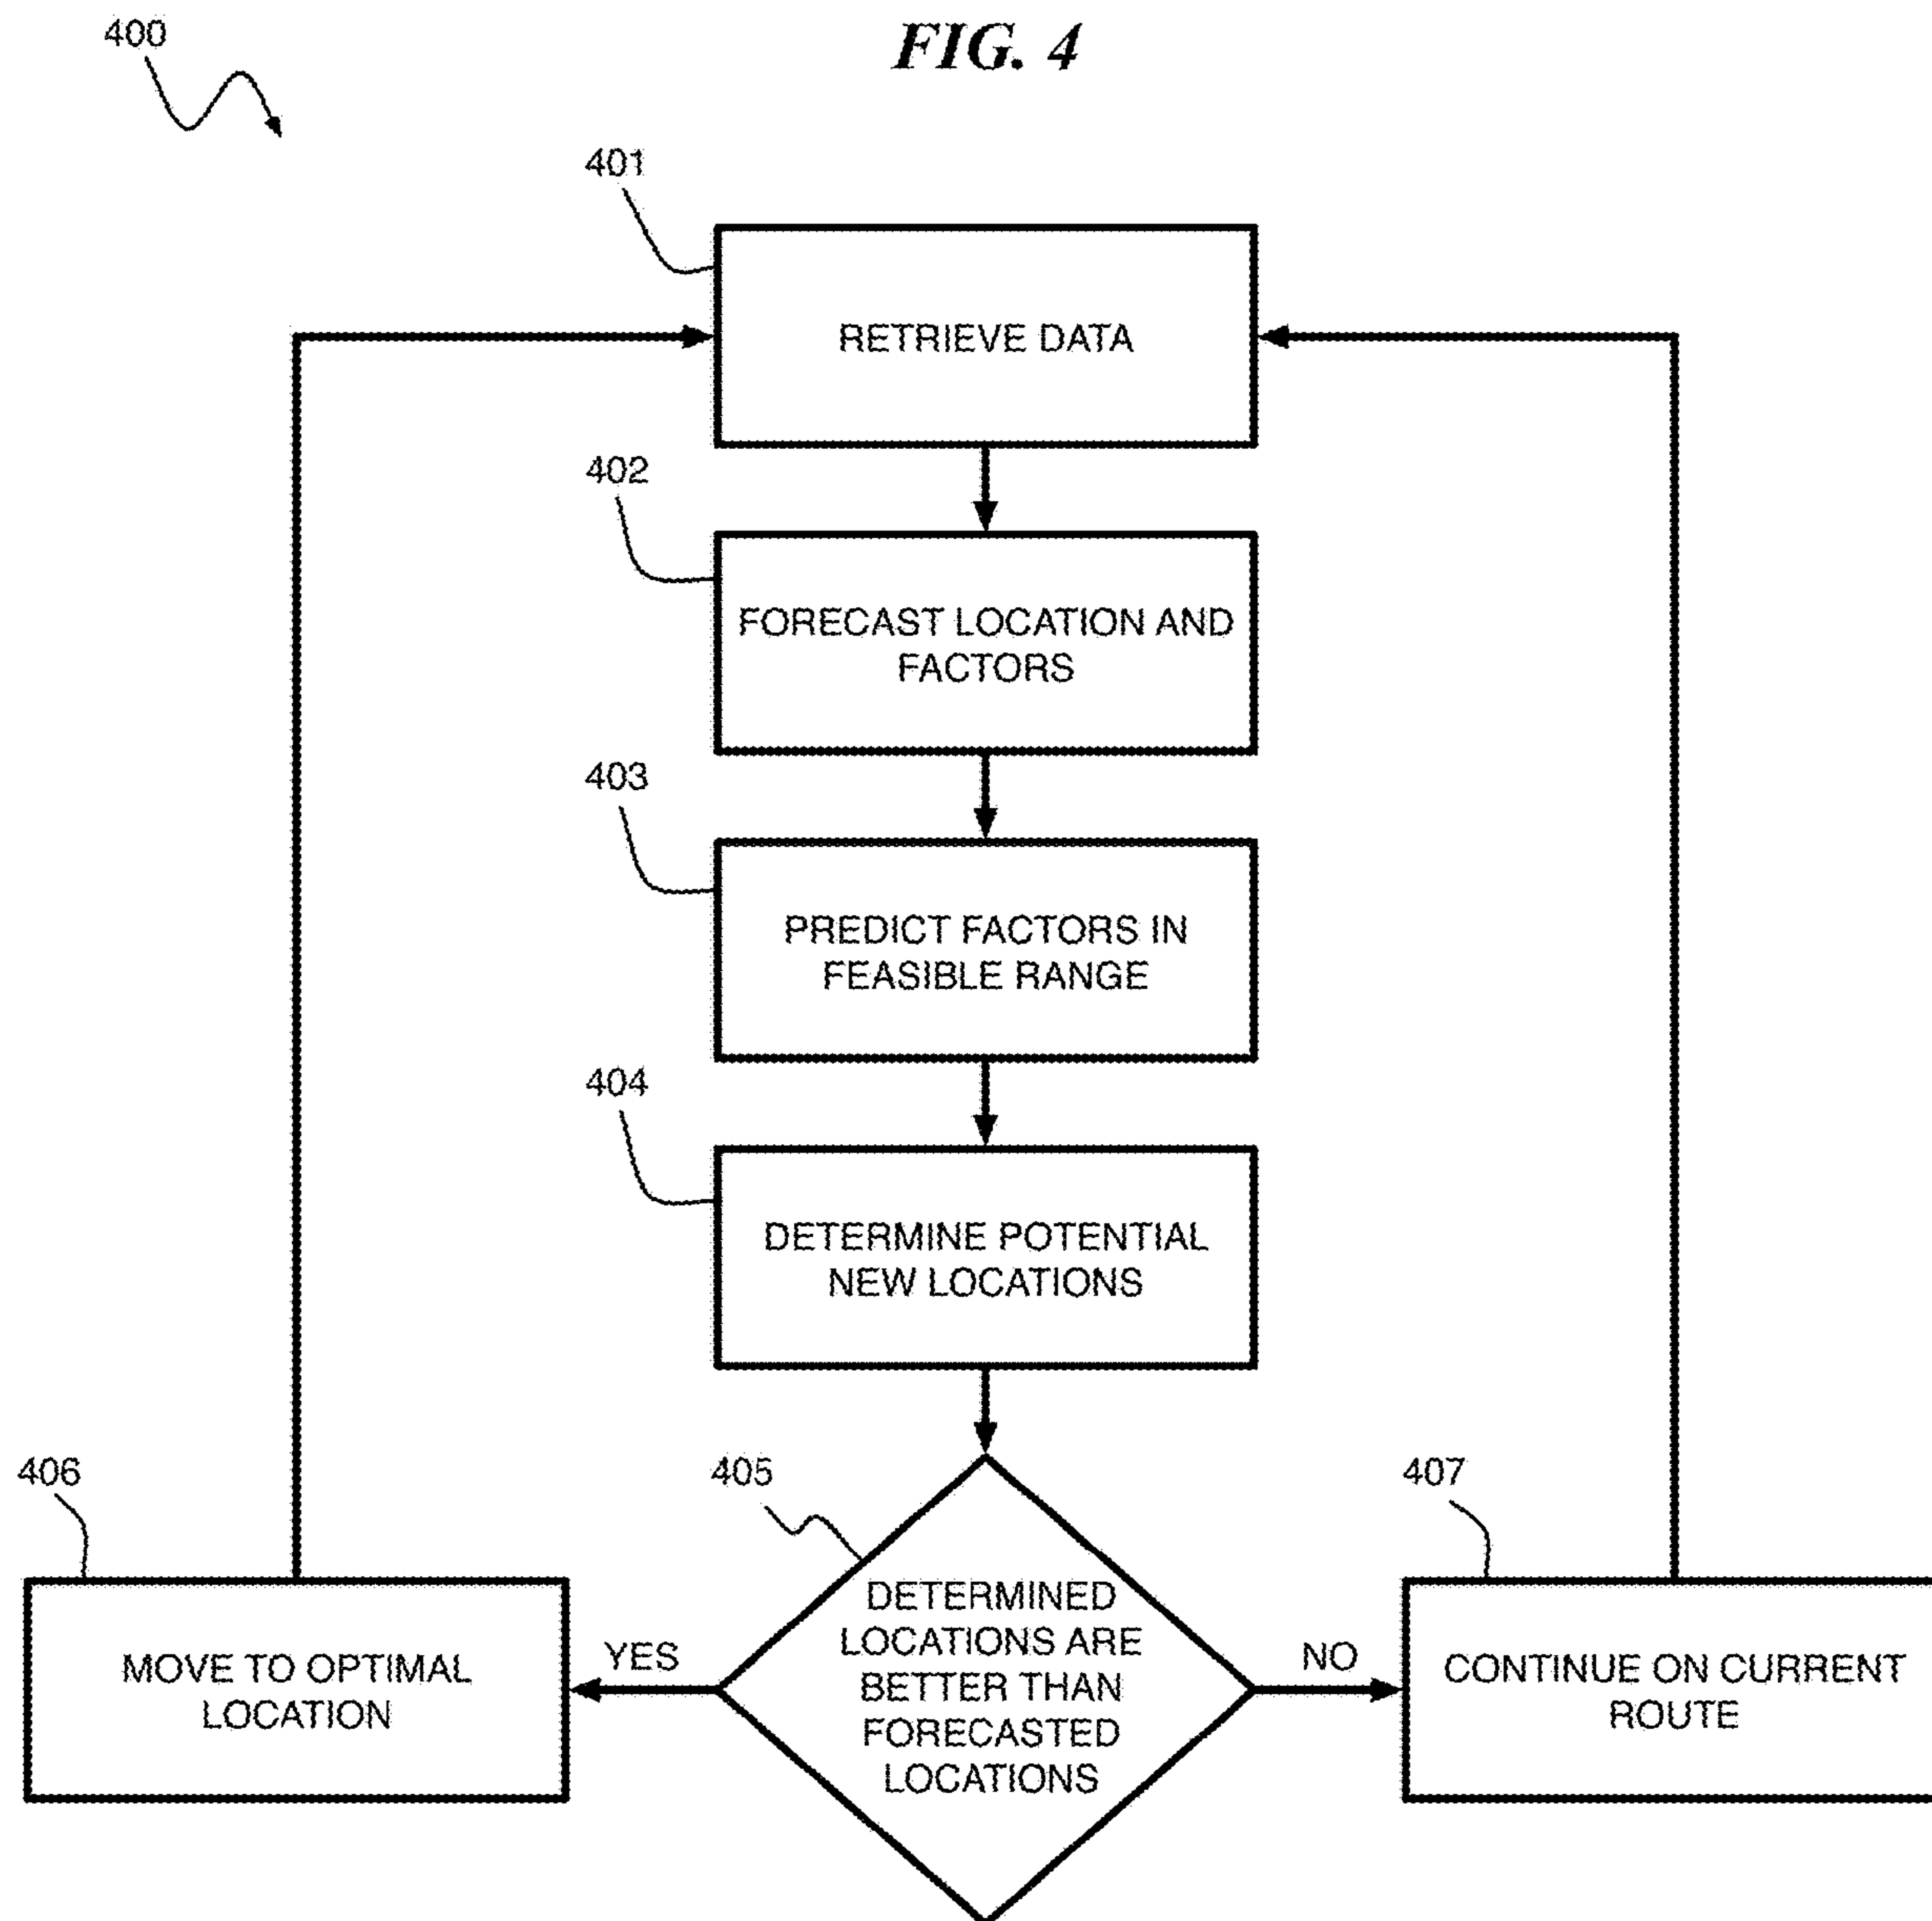 400
FIG. 4
401
RETRIEVE DATA
402
FORECAST LOCATION AND
FACTORS
403
PREDICT FACTORS IN
FEASIBLE RANGE
404
DETERMINE POTENTIAL
NEW LOCATIONS
405
DETERMINED
LOCATIONS ARE
BETTER THAN
FORECASTED
LOCATIONS
YES
406
MOVE TO OPTIMAL
LOCATION
NO
407
CONTINUE ON CURRENT
ROUTE